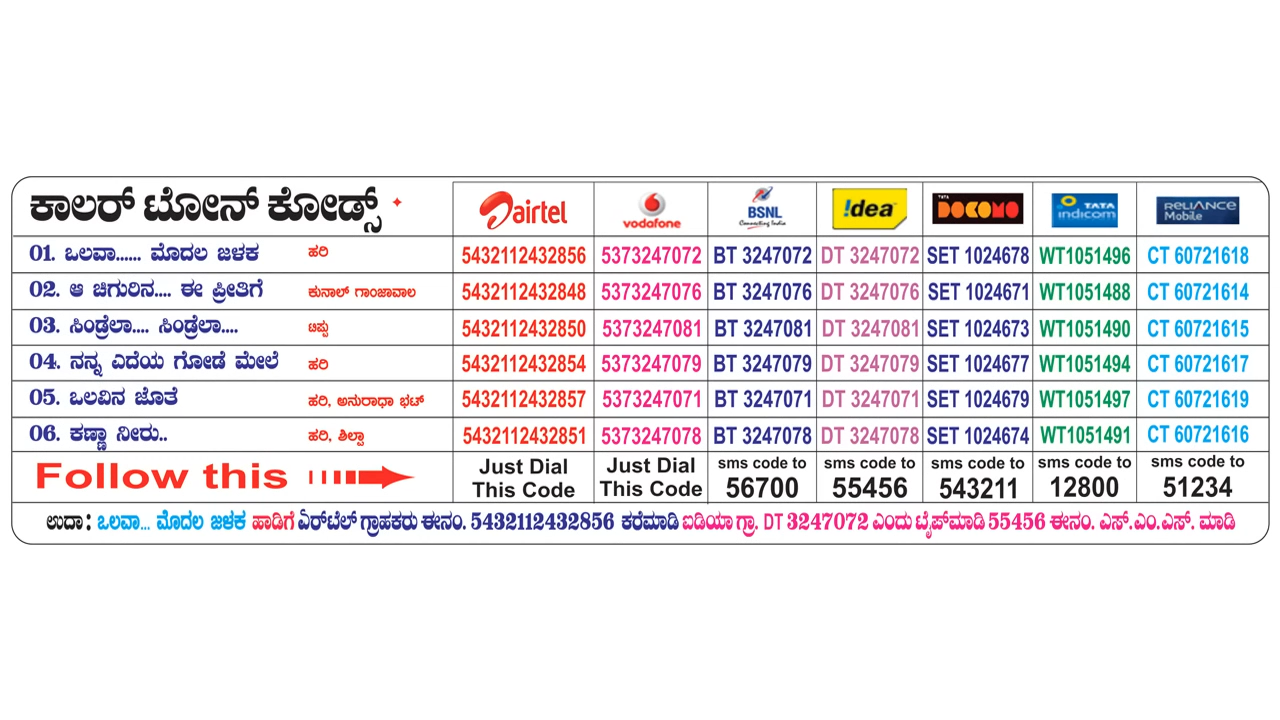 ಕಾಲರ್ ಟೋನ್ ಕೋಡ್ಸ್ airtel vodafone BSNL Connecting India !dea TATA DOCOMO TATA indicom RELIANCE Mobile
01. ಒಲವಾ...... ಮೊದಲ ಜಳಕ ಹರಿ 5432112432856 5373247072 BT 3247072 DT 3247072 SET 1024678 WT1051496 CT 60721618
02. ಆ ಚಿಗುರಿನ.... ಈ ಪ್ರೀತಿಗೆ ಕುನಾಲ್ ಗಾಂಜಾವಾಲ 5432112432848 5373247076 BT 3247076 DT 3247076 SET 1024671 WT1051488 CT 60721614
03. ಸಿಂಡ್ರೆಲಾ.... ಸಿಂಡ್ರೆಲಾ.... ಟಿಪ್ಪು 5432112432850 5373247081 BT 3247081 DT 3247081 SET 1024673 WT1051490 CT 60721615
04. ನನ್ನ ಎದೆಯ ಗೋಡೆ ಮೇಲೆ ಹರಿ 5432112432854 5373247079 BT 3247079 DT 3247079 SET 1024677 WT1051494 CT 60721617
05. ಒಲವಿನ ಜೊತೆ ಹರಿ, ಅನುರಾಧಾ ಭಟ್ 5432112432857 5373247071 BT 3247071 DT 3247071 SET 1024679 WT1051497 CT 60721619
06. ಕಣ್ಣಾ ನೀರು.. ಹರಿ, ಶಿಲ್ಪಾ 5432112432851 5373247078 BT 3247078 DT 3247078 SET 1024674 WT1051491 CT 60721616
Follow this Just Dial This Code Just Dial This Code sms code to 56700 sms code to 55456 sms code to 543211 sms code to 12800 sms code to 51234
ಉದಾ: ಒಲವಾ... ಮೊದಲ ಜಳಕ ಹಾಡಿಗೆ ಏರ್‌ಟೆಲ್ ಗ್ರಾಹಕರು ಈನಂ. 5432112432856 ಕರೆಮಾಡಿ ಐಡಿಯಾ ಗ್ರಾ. DT 3247072 ಎಂದು ಟೈಪ್‌ಮಾಡಿ 55456 ಈನಂ. ಎಸ್.ಎಂ.ಎಸ್. ಮಾಡಿ